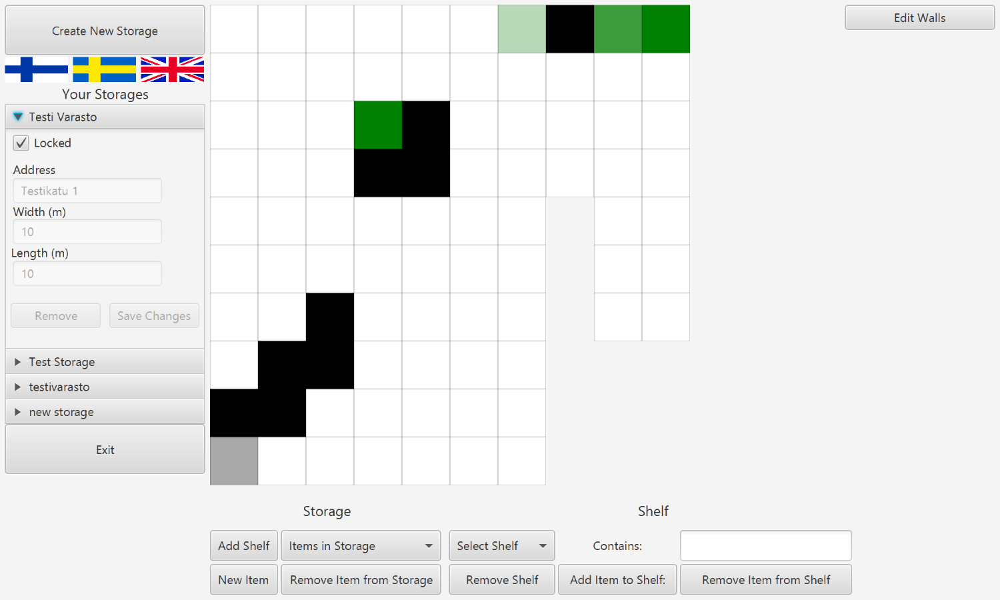 Create New Storage
Edit Walls
Your Storages
Testi Varasto
Locked
Address
Testikatu 1
Width (m)
10
Length (m)
10
Remove Save Changes
Test Storage
testivarasto
new storage
Exit
Storage Shelf
Add Shelf Items in Storage Select Shelf Contains:
New Item Remove Item from Storage Remove Shelf Add Item to Shelf: Remove Item from Shelf